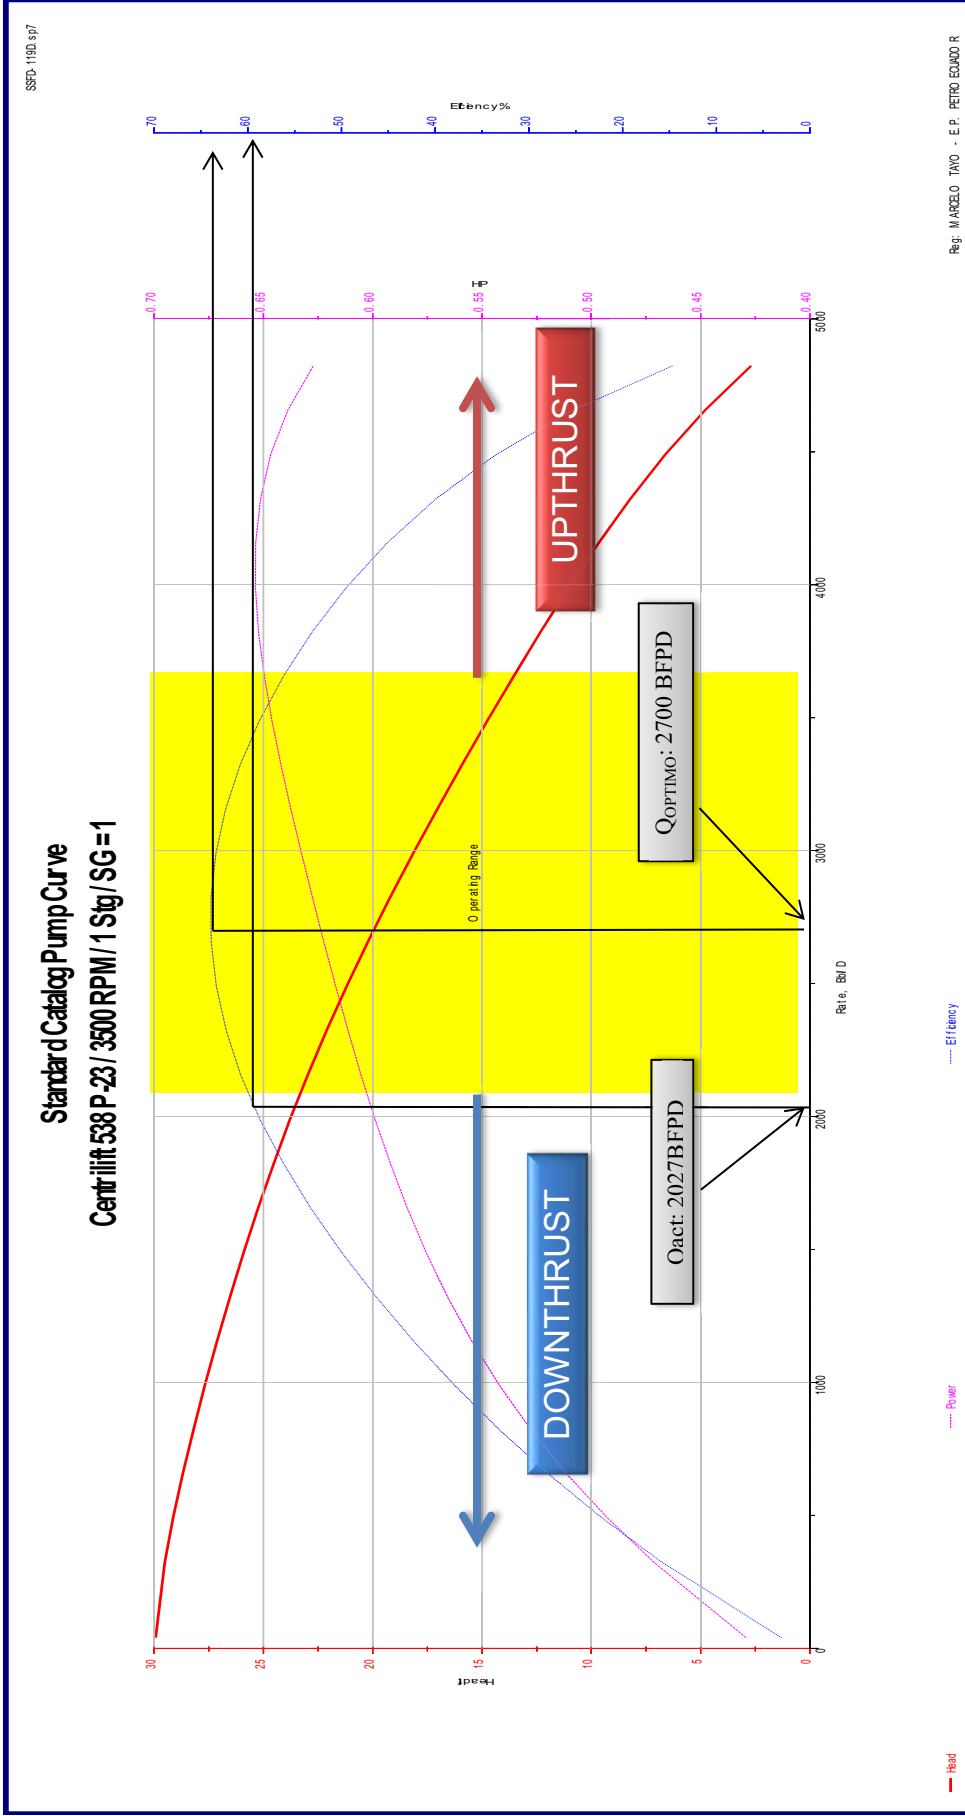 SSFD-119D.sp7
Standard Catalog Pump Curve
Centrilift 538 P-23 / 3500 RPM / 1 Stg / SG = 1
30
25
20
15
10
5
0
Head ft
0
1000
2000
3000
4000
5000
Rate, Bbl/D
0.70
0.65
0.60
0.55
0.50
0.45
0.40
HP
70
60
50
40
30
20
10
0
Operating Range
DOWNTHRUST
UPTHRUST
Qact: 2027BFPD
QOPTIMO: 2700 BFPD
Head
Power
Efficiency
Reg: MARCELO TAYO - E.P. PETROECUADOR